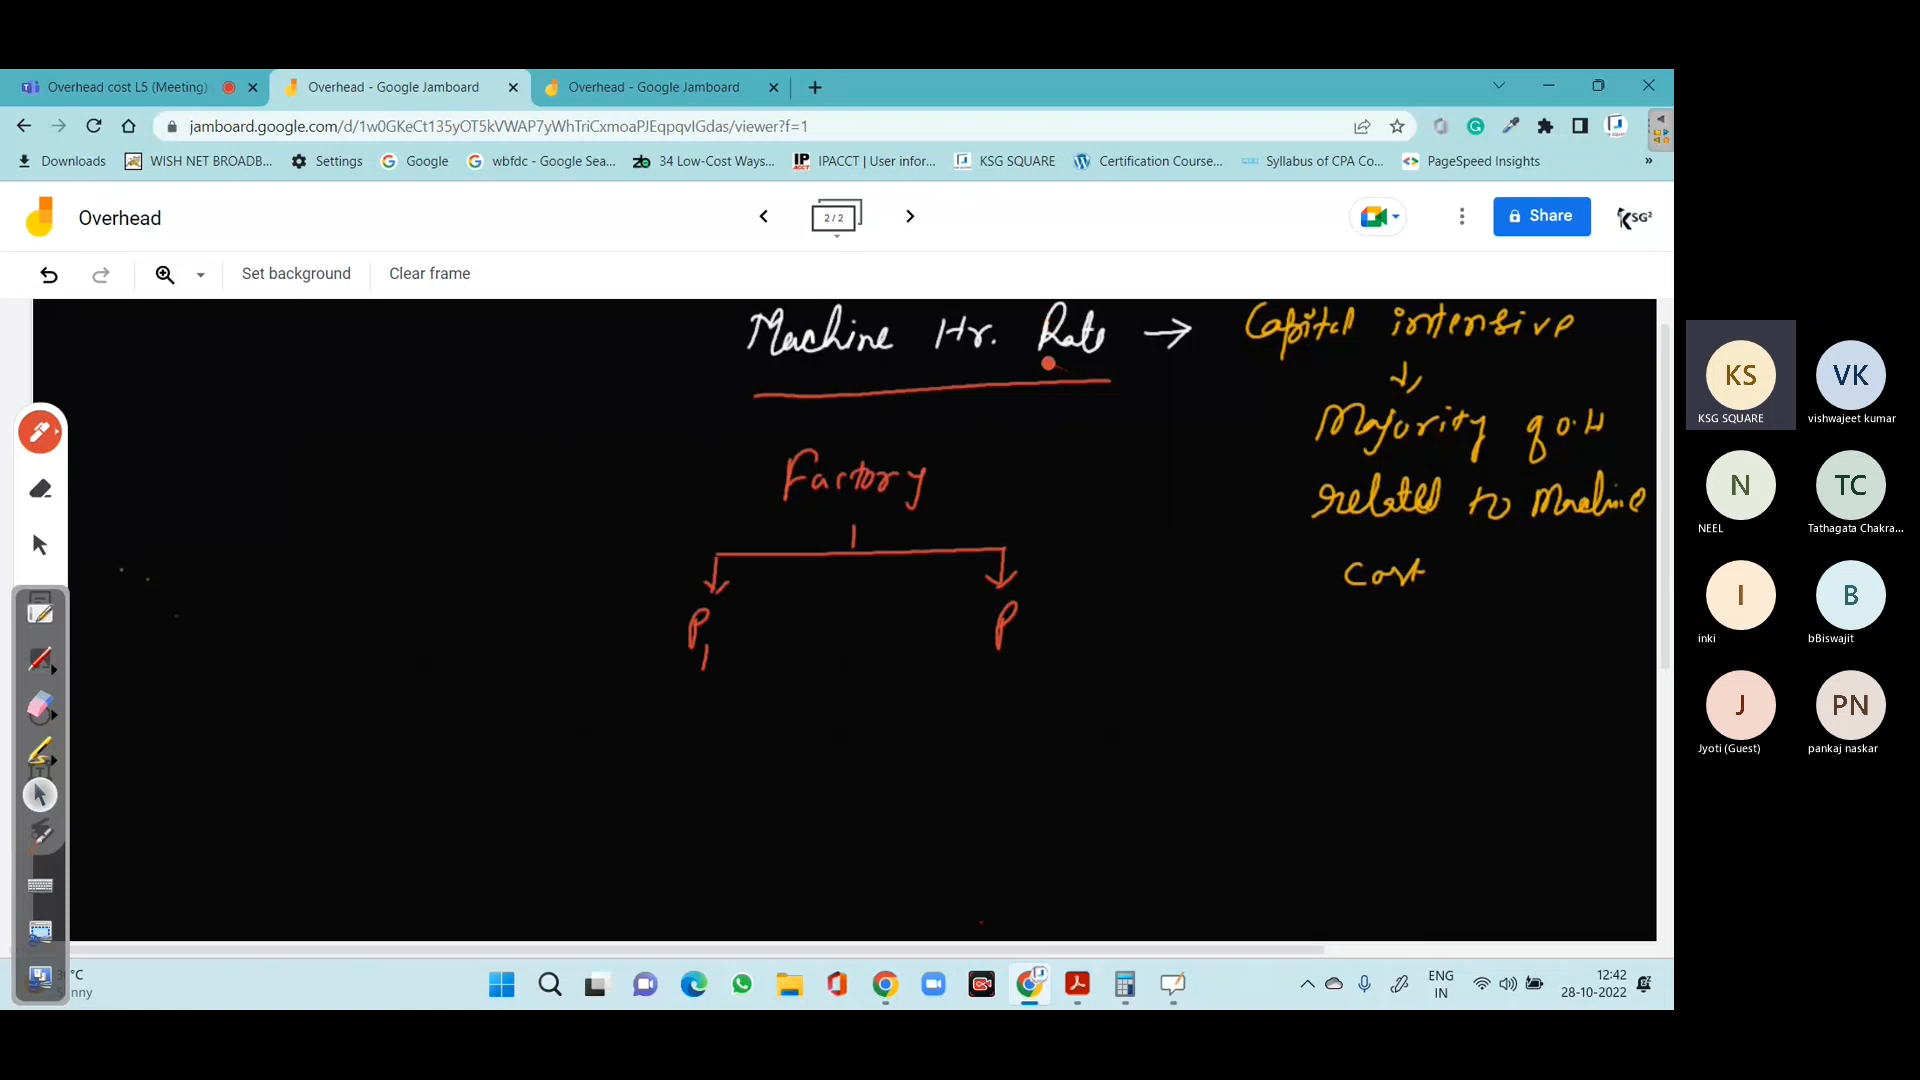 Overhead cost L5 (Meeting)
Overhead - Google Jamboard
Overhead - Google Jamboard
jamboard.google.com/d/1w0GKeCt135yOT5kVWAP7yWhTriCxmoaPJEqpqvIGdas/viewer?f=1
Downloads
WISH NET BROADB...
Settings
Google
wbfdc - Google Sea...
34 Low-Cost Ways...
IPACCT | User infor...
KSG SQUARE
Certification Course...
Syllabus of CPA Co...
PageSpeed Insights
»
Overhead
2 / 2
Share
KSG²
Set background
Clear frame
Machine Hr. Rate → Capital intensive
Majority of O.H
related to Machine
cost
Factory
P1 P
KS
KSG SQUARE
VK
vishwajeet kumar
N
NEEL
TC
Tathagata Chakra...
I
inki
B
bBiswajit
J
Jyoti (Guest)
PN
pankaj naskar
ENG
IN
12:42
28-10-2022